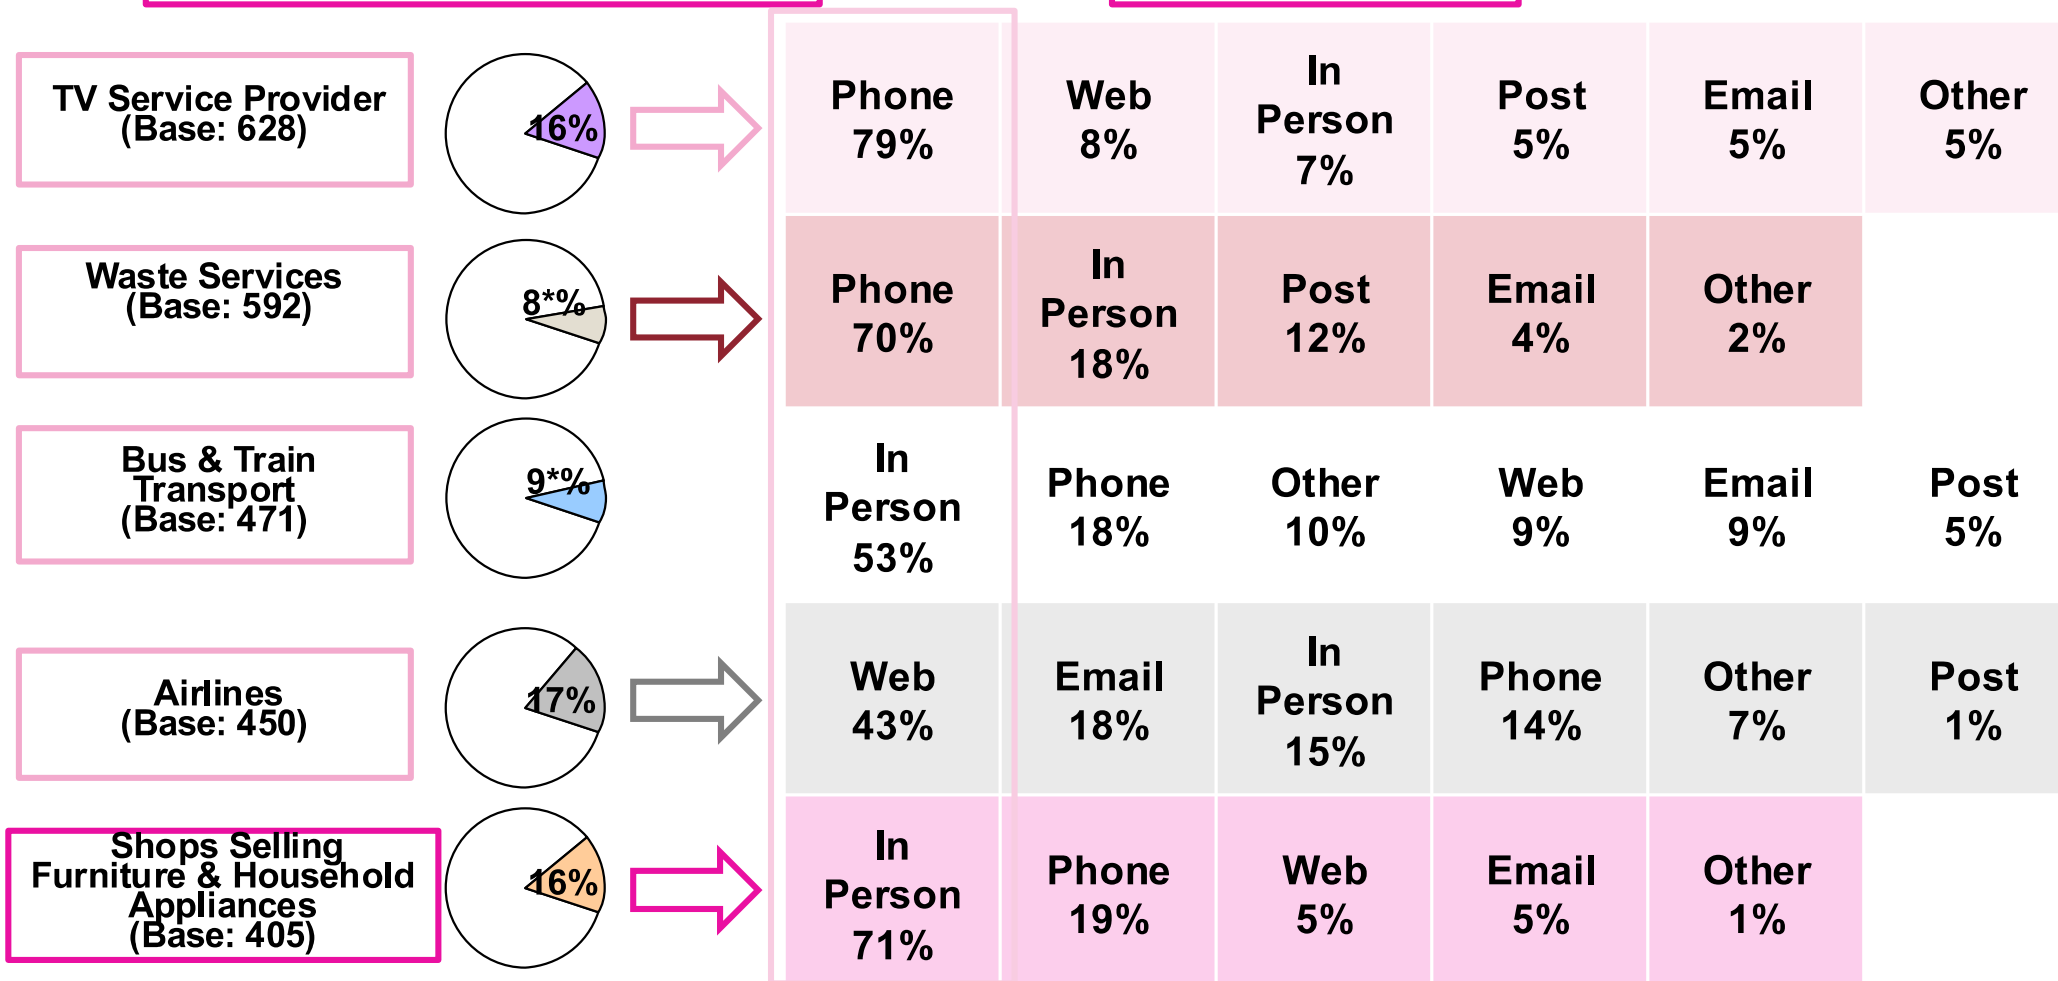 TV Service Provider
(Base: 628)
16%
Phone
79%
Web
8%
In
Person
7%
Post
5%
Email
5%
Other
5%
Waste Services
(Base: 592)
8*%
Phone
70%
In
Person
18%
Post
12%
Email
4%
Other
2%
Bus & Train
Transport
(Base: 471)
9*%
In
Person
53%
Phone
18%
Other
10%
Web
9%
Email
9%
Post
5%
Airlines
(Base: 450)
17%
Web
43%
Email
18%
In
Person
15%
Phone
14%
Other
7%
Post
1%
Shops Selling
Furniture & Household
Appliances
(Base: 405)
16%
In
Person
71%
Phone
19%
Web
5%
Email
5%
Other
1%